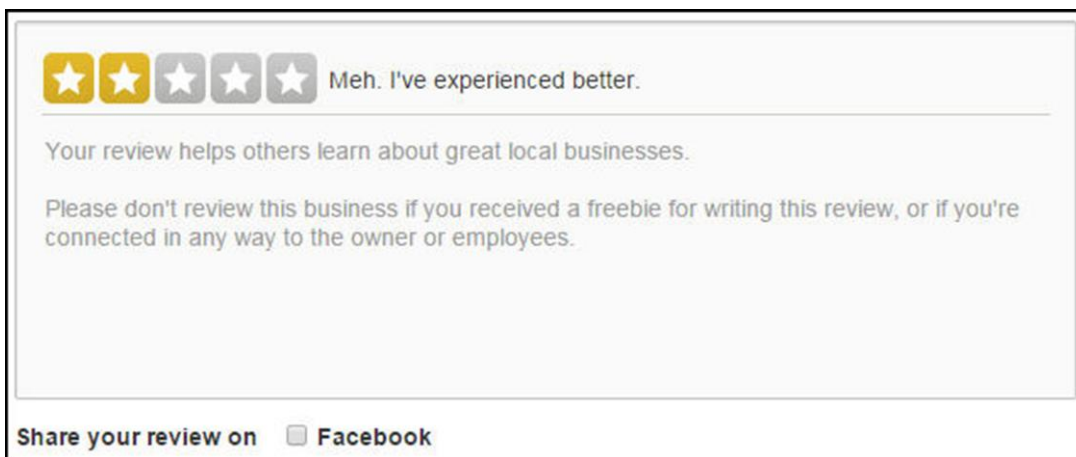 Meh. I've experienced better.
Your review helps others learn about great local businesses.
Please don't review this business if you received a freebie for writing this review, or if you're
connected in any way to the owner or employees.
Share your review on Facebook